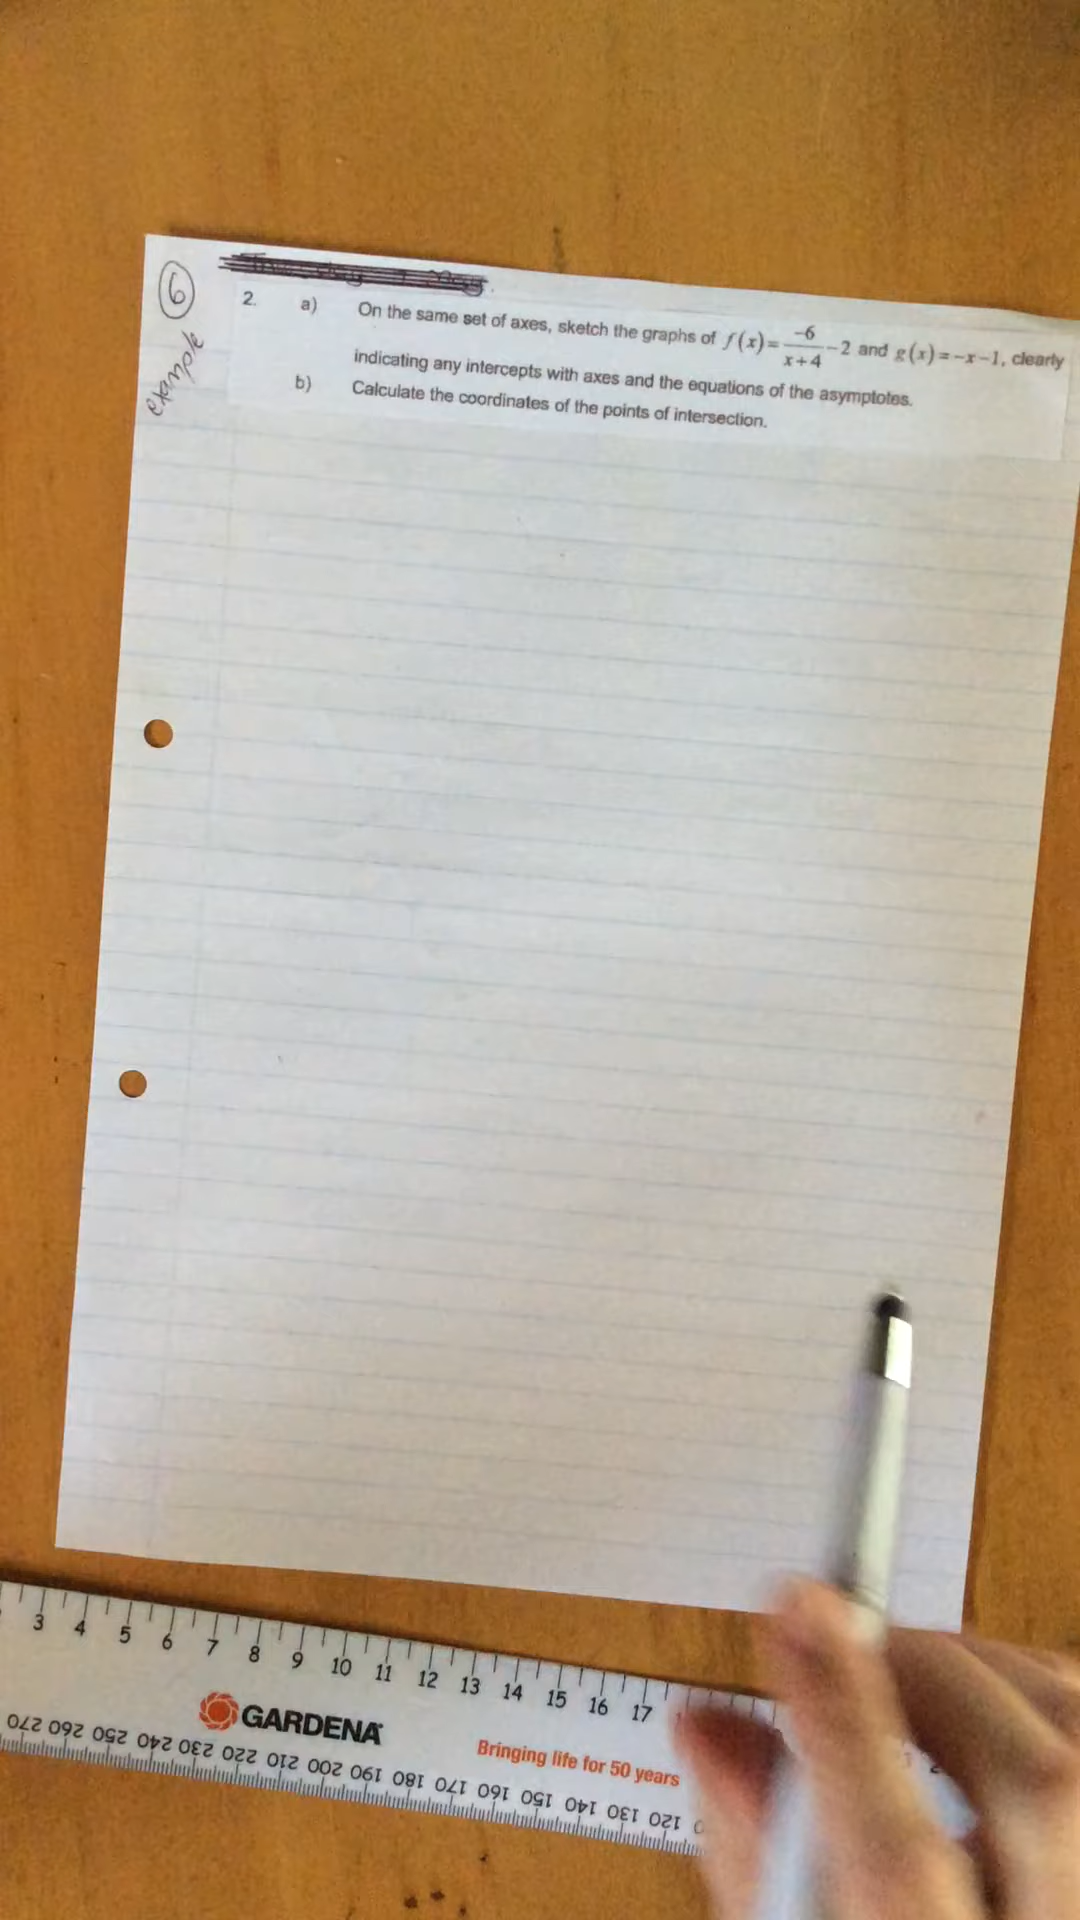 6
Example
2. a) On the same set of axes, sketch the graphs of f(x)=\frac{-6}{x+4}-2 and g(x)=-x-1, clearly
indicating any intercepts with axes and the equations of the asymptotes.
b) Calculate the coordinates of the points of intersection.
3 4 5 6 7 8 9 10 11 12 13 14 15 16 17
GARDENA
Bringing life for 50 years
270 260 250 240 230 220 210 200 190 180 170 160 150 140 130 120